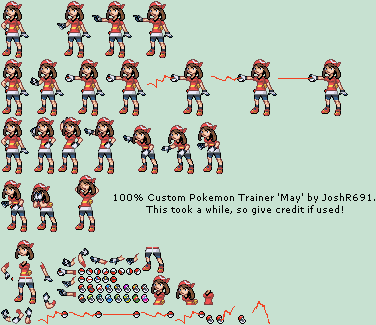 100% Custom Pokemon Trainer 'May' by JoshR691.
This took a while, so give credit if used!